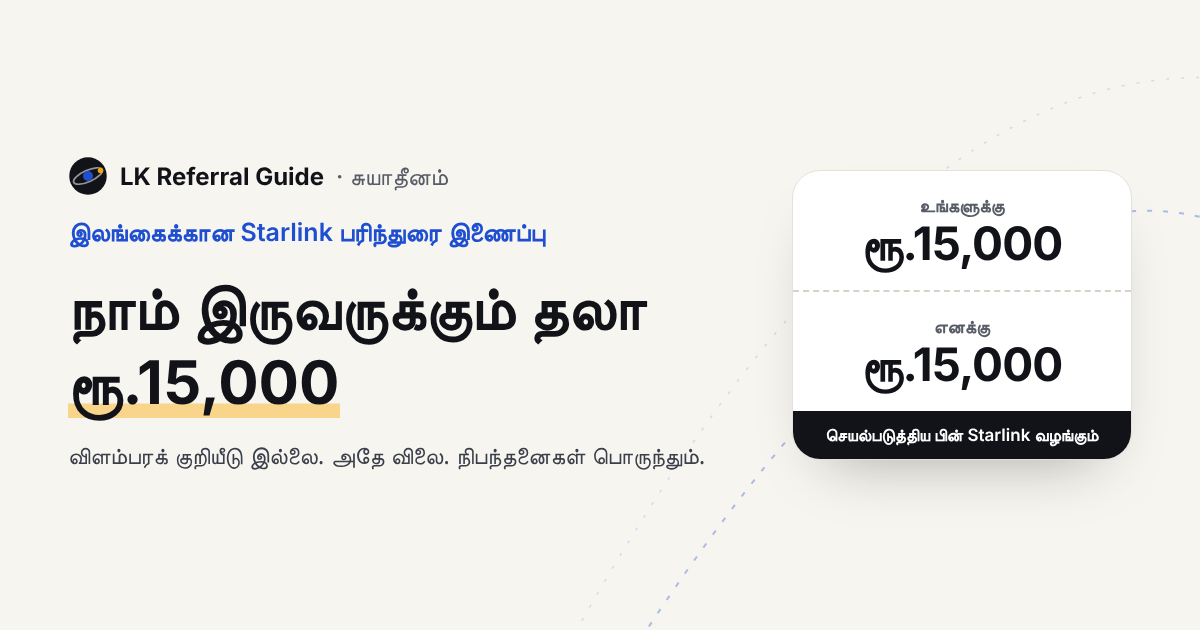 LK Referral Guide · சுயாதீனம்
இலங்கைக்கான Starlink பரிந்துரை இணைப்பு
நாம் இருவருக்கும் தலா
ரூ.15,000
விளம்பரக் குறியீடு இல்லை. அதே விலை. நிபந்தனைகள் பொருந்தும்.
உங்களுக்கு
ரூ.15,000
எனக்கு
ரூ.15,000
செயல்படுத்திய பின் Starlink வழங்கும்